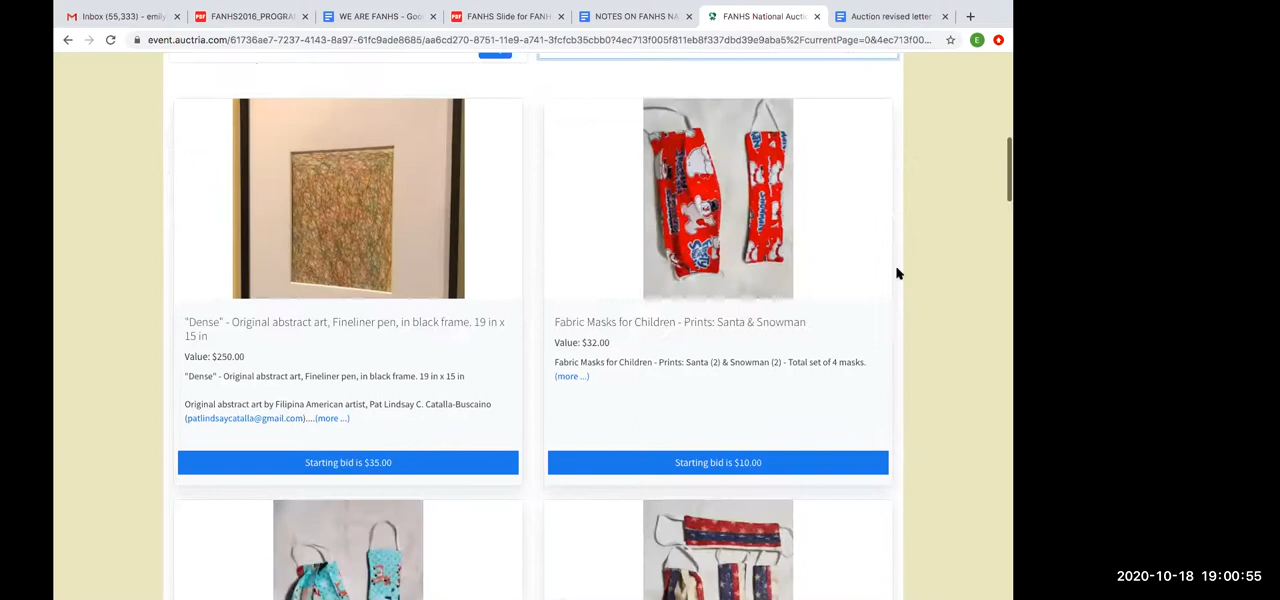 Inbox (55,333) - emily
FANHS2016_PROGRA
WE ARE FANHS - Goo
FANHS Slide for FANH
NOTES ON FANHS NA
FANHS National Aucti
Auction revised letter
event.auctria.com/61736ae7-7237-4143-8a97-61fc9ade8685/aa6cd270-8751-11e9-a741-3fcfcb35cbb0?4ec713f005f811eb8f337dbd39e9aba5%2FcurrentPage=0&4ec713f00...
E
"Dense" - Original abstract art, Fineliner pen, in black frame. 19 in x
15 in
Value: $250.00
"Dense" - Original abstract art, Fineliner pen, in black frame. 19 in x 15 in
Original abstract art by Filipina American artist, Pat Lindsay C. Catalla-Buscaino
(patlindsaycatalla@gmail.com)....(more ...)
Starting bid is $35.00
Fabric Masks for Children - Prints: Santa & Snowman
Value: $32.00
Fabric Masks for Children - Prints: Santa (2) & Snowman (2) - Total set of 4 masks.
(more ...)
Starting bid is $10.00
2020-10-18 19:00:55